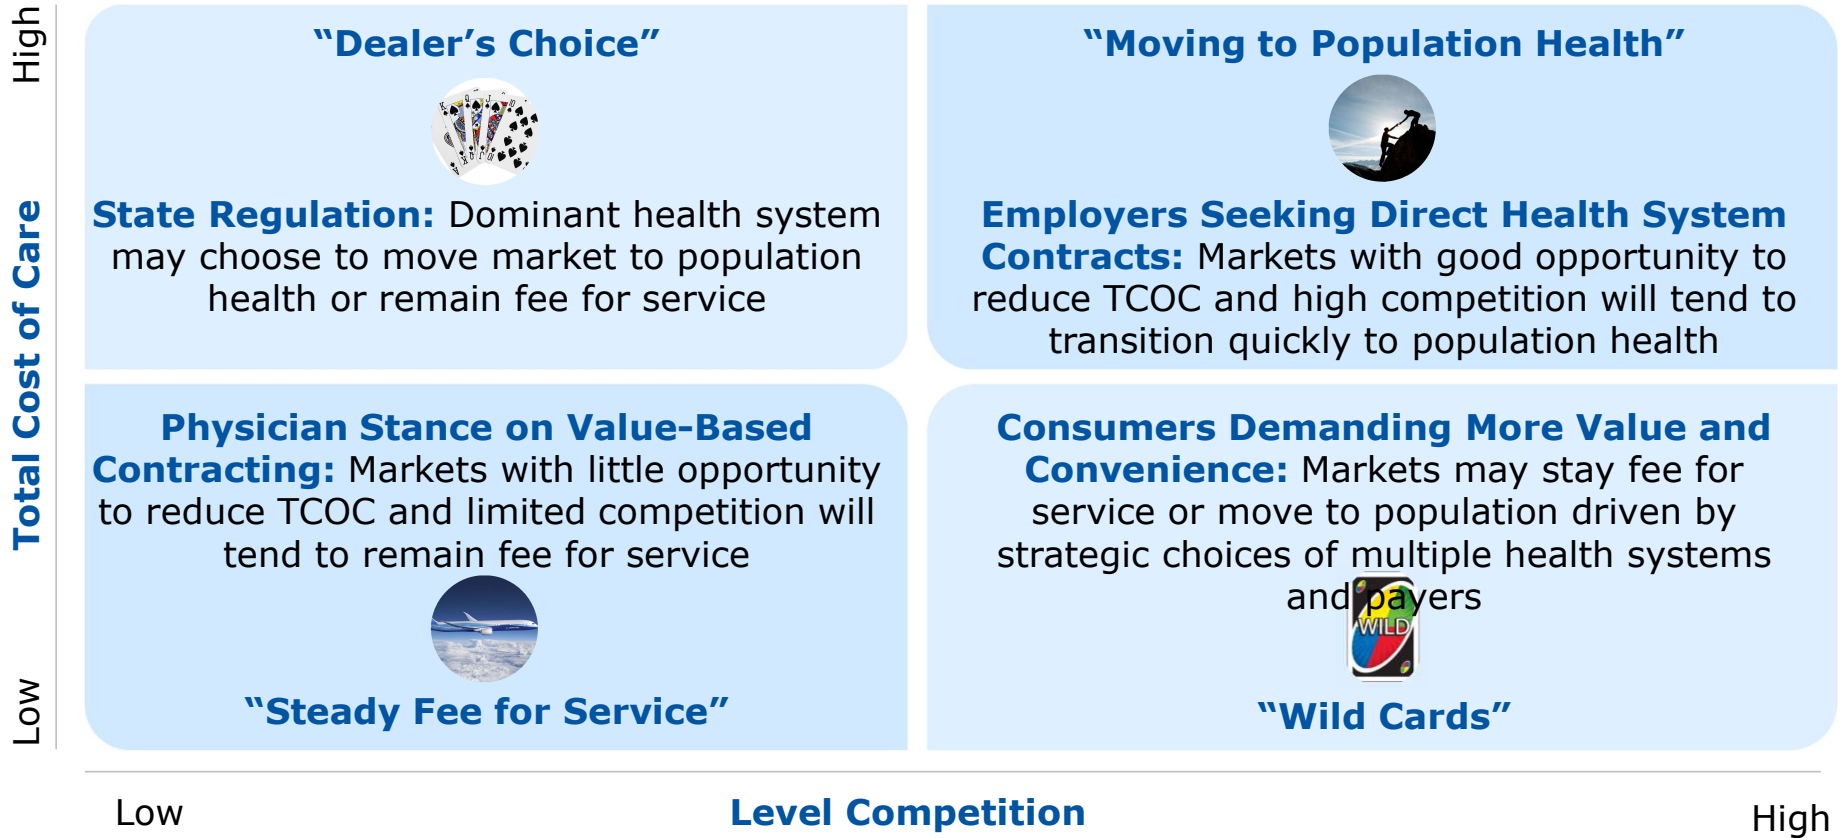 High
Total Cost of Care
Low
“Dealer’s Choice”
State Regulation: Dominant health system
may choose to move market to population
health or remain fee for service
“Moving to Population Health”
Employers Seeking Direct Health System
Contracts: Markets with good opportunity to
reduce TCOC and high competition will tend to
transition quickly to population health
Physician Stance on Value-Based
Contracting: Markets with little opportunity
to reduce TCOC and limited competition will
tend to remain fee for service
“Steady Fee for Service”
Consumers Demanding More Value and
Convenience: Markets may stay fee for
service or move to population driven by
strategic choices of multiple health systems
and payers
WILD
“Wild Cards”
Low
Level Competition
High